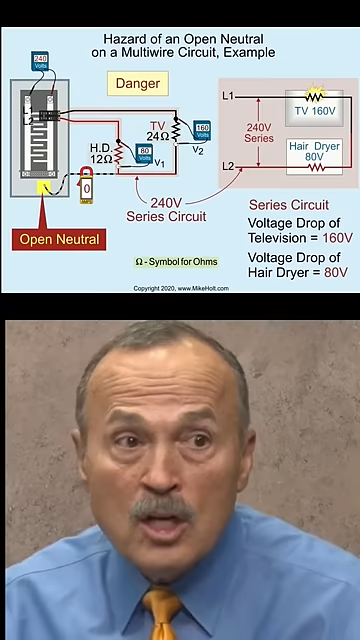 Hazard of an Open Neutral
on a Multiwire Circuit, Example
240
Volts
Danger
L1
L2
TV
24Ω
160
Volts
V2
H.D.
12Ω
80
Volts
V1
0
AMPS
240V
Series Circuit
Open Neutral
Ω - Symbol for Ohms
L1
TV 160V
240V
Series
Hair Dryer
80V
L2
Series Circuit
Voltage Drop of
Television = 160V
Voltage Drop of
Hair Dryer = 80V
Copyright 2020, www.MikeHolt.com